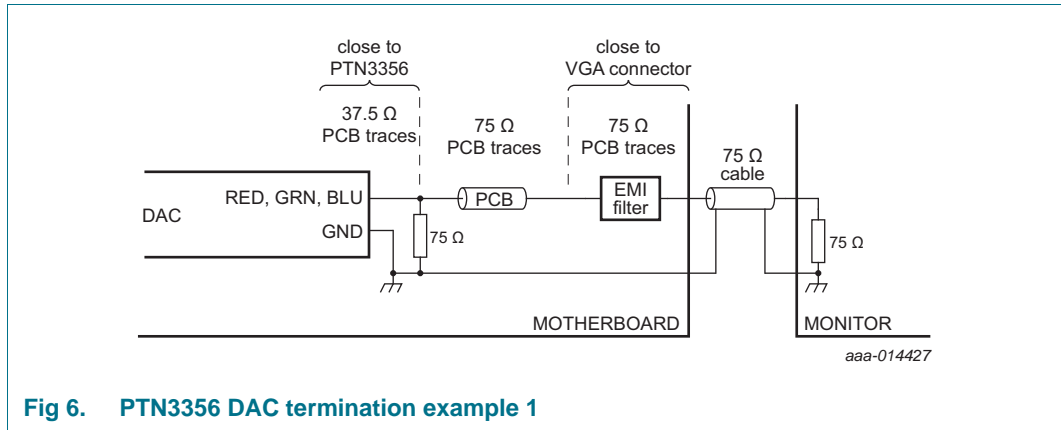 close to
PTN3356
close to
VGA connector
37.5 Ω
PCB traces
75 Ω
PCB traces
75 Ω
PCB traces
75 Ω
cable
RED, GRN, BLU
PCB
EMI
filter
DAC
GND
75 Ω
75 Ω
MOTHERBOARD
MONITOR
aaa-014427
Fig 6. PTN3356 DAC termination example 1